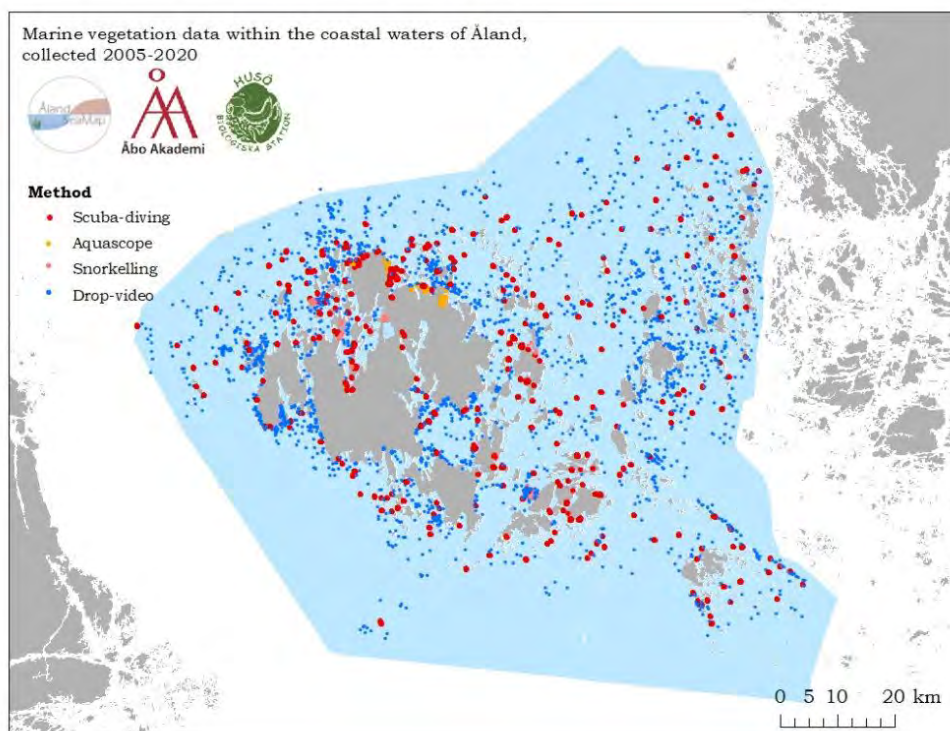 Marine vegetation data within the coastal waters of Åland,
collected 2005-2020
Åland
SeaMap
Åbo Akademi
HUSÖ
BIOLOGISKA STATION
Method
Scuba-diving
Aquascope
Snorkelling
Drop-video
0 5 10 20 km